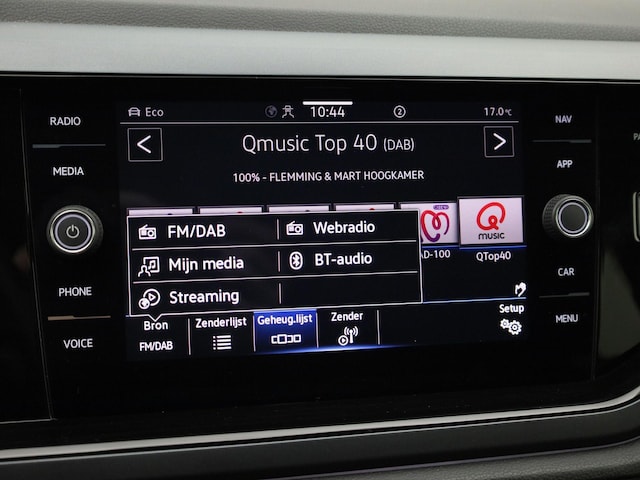 RADIO
MEDIA
PHONE
VOICE
Eco
10:44
2
17.0°C
Qmusic Top 40 (DAB)
100% - FLEMMING & MART HOOGKAMER
FM/DAB
Webradio
Mijn media
BT-audio
Streaming
AD-100
MUSIC
QTop40
Bron
FM/DAB
Zenderlijst
Geheug.lijst
Zender
Setup
NAV
APP
CAR
MENU